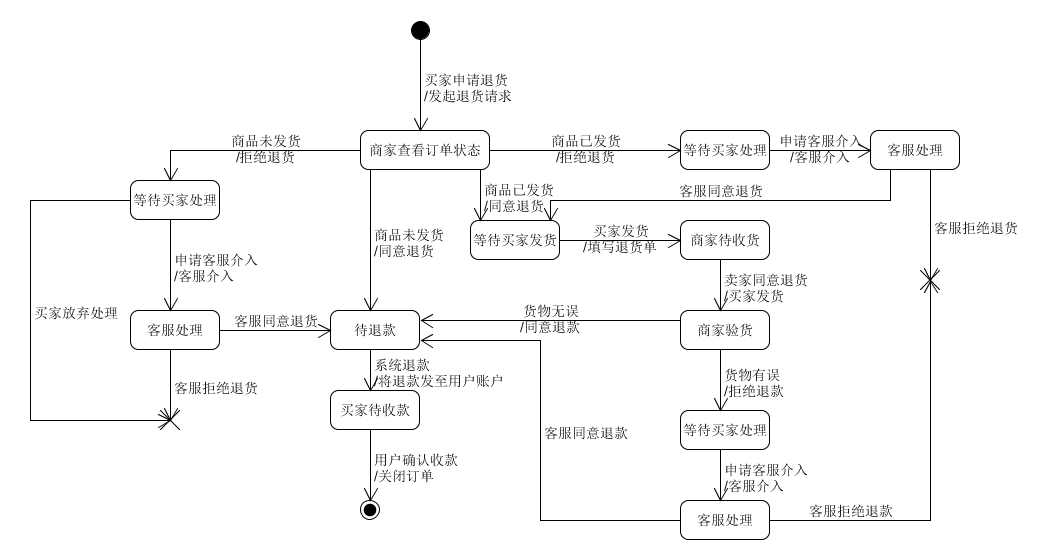 买家申请退货
/发起退货请求
商品未发货
/拒绝退货
商家查看订单状态
商品已发货
/拒绝退货
等待买家处理
申请客服介入
/客服介入
客服处理
等待买家处理
商品已发货
/同意退货
客服同意退货
商品未发货
/同意退货
等待买家发货
买家发货
/填写退货单
商家待收货
客服拒绝退货
申请客服介入
/客服介入
卖家同意退货
/买家发货
买家放弃处理
客服处理
客服同意退货
待退款
货物无误
/同意退款
商家验货
客服拒绝退货
系统退款
/将退款发至用户账户
货物有误
/拒绝退款
买家待收款
等待买家处理
客服同意退款
用户确认收款
/关闭订单
申请客服介入
/客服介入
客服处理
客服拒绝退款